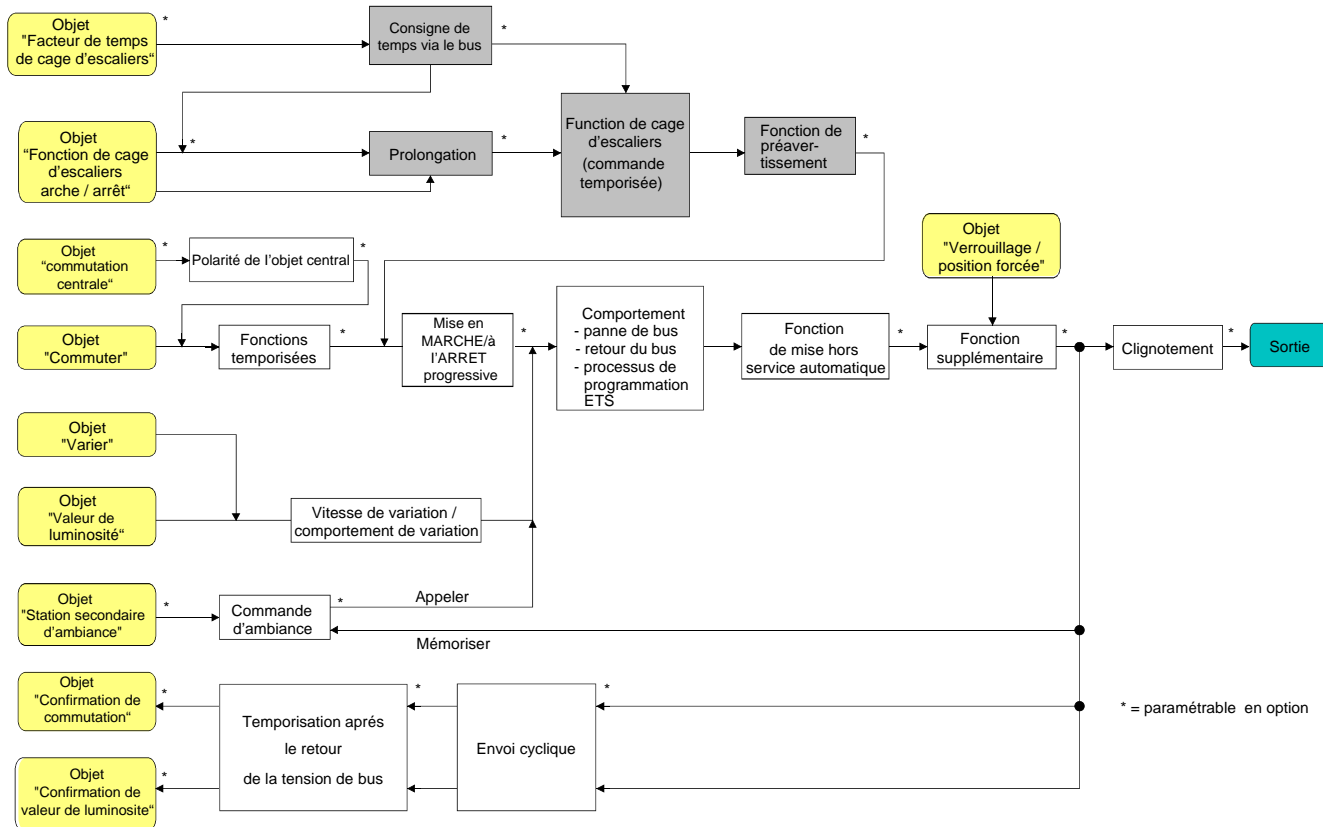 Objet
"Facteur de temps
de cage d'escaliers“
*
Consigne de
temps via le bus
*
Objet
“Fonction de cage
d'escaliers
arche / arrêt“
*
Prolongation
*
Function de cage
d'escaliers
(commande
temporisée)
Fonction de
préaver-
tissement
*
Objet
“commutation
centrale“
*
Polarité de l'objet central
*
Objet
"Verrouillage /
position forcée"
Objet
"Commuter"
*
Fonctions
temporisées
*
Mise en
MARCHE/à
l'ARRET
progressive
*
Comportement
- panne de bus
- retour du bus
- processus de
programmation
ETS
Fonction
de mise hors
service automatique
*
Fonction
supplémentaire
*
Clignotement
*
Sortie
Objet
"Varier"
Objet
"Valeur de
luminosité“
Vitesse de variation /
comportement de variation
Objet
"Station secondaire
d'ambiance"
*
Commande
d'ambiance
*
Appeler
Mémoriser
Objet
"Confirmation de
commutation“
*
Temporisation aprés
le retour
de la tension de bus
*
Envoi cyclique
*
* = paramétrable en option
Objet
"Confirmation de
valeur de luminosite“
*